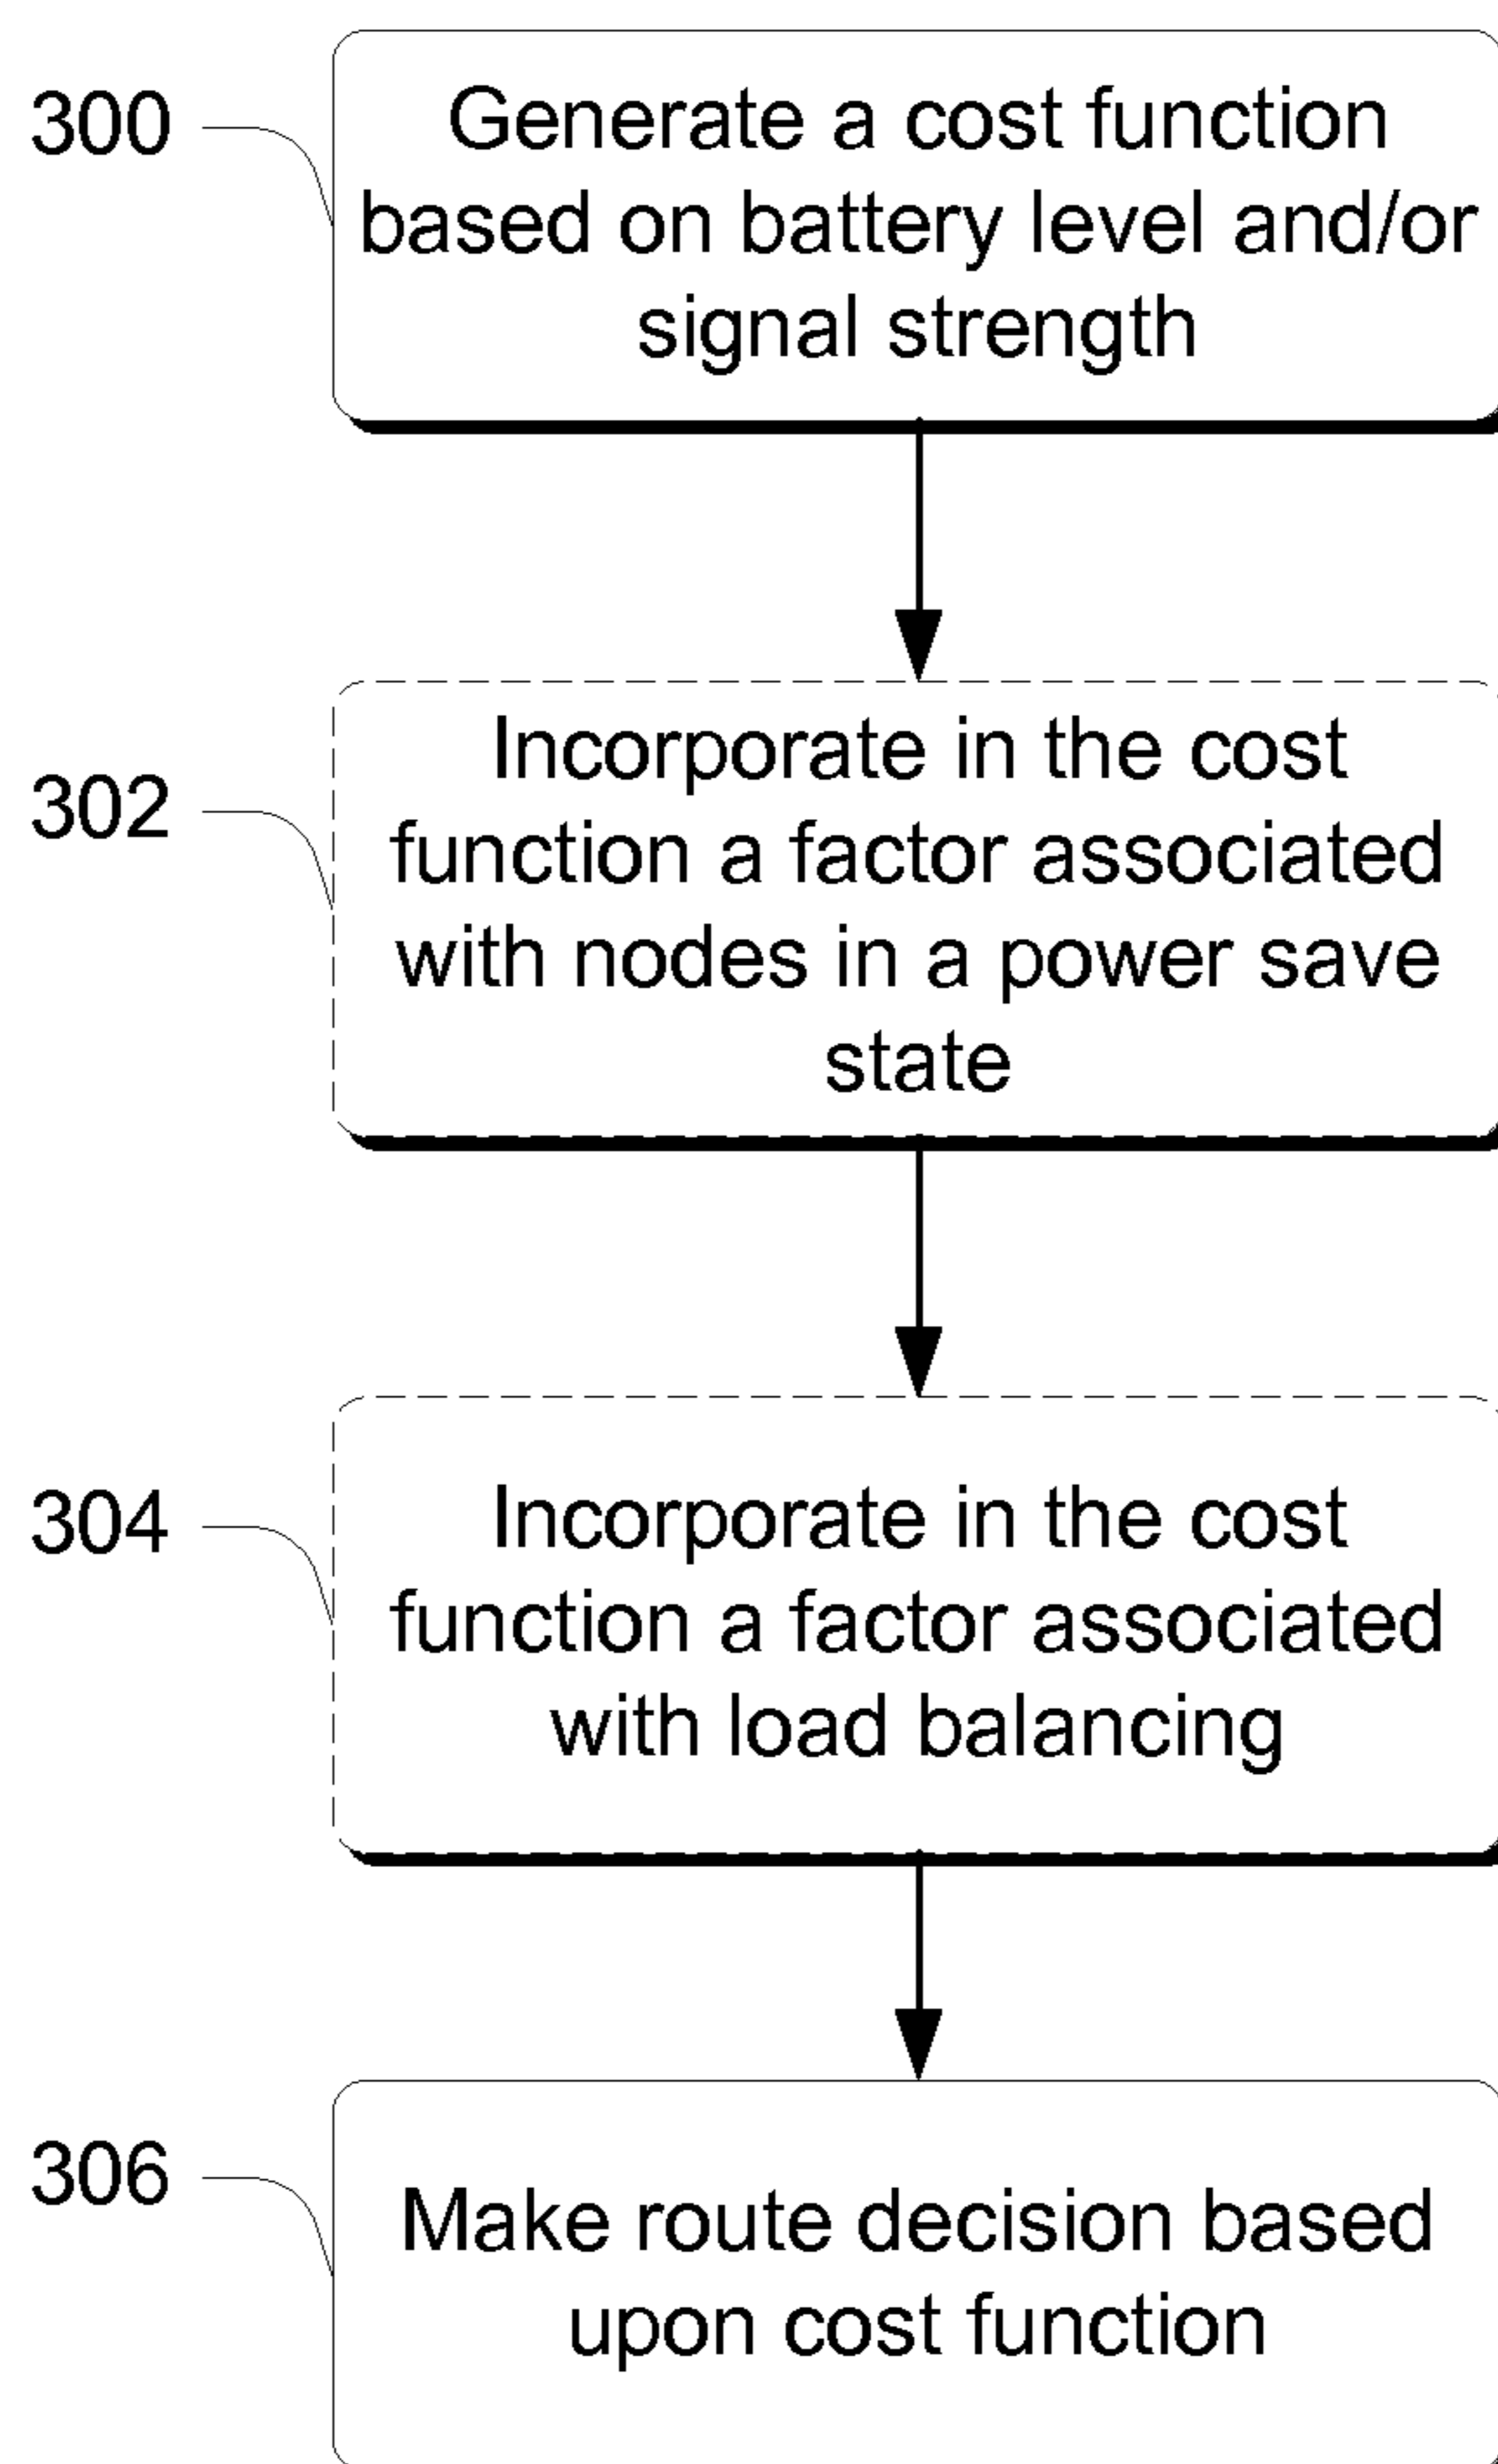 300
Generate a cost function
based on battery level and/or
signal strength
302
Incorporate in the cost
function a factor associated
with nodes in a power save
state
304
Incorporate in the cost
function a factor associated
with load balancing
306
Make route decision based
upon cost function